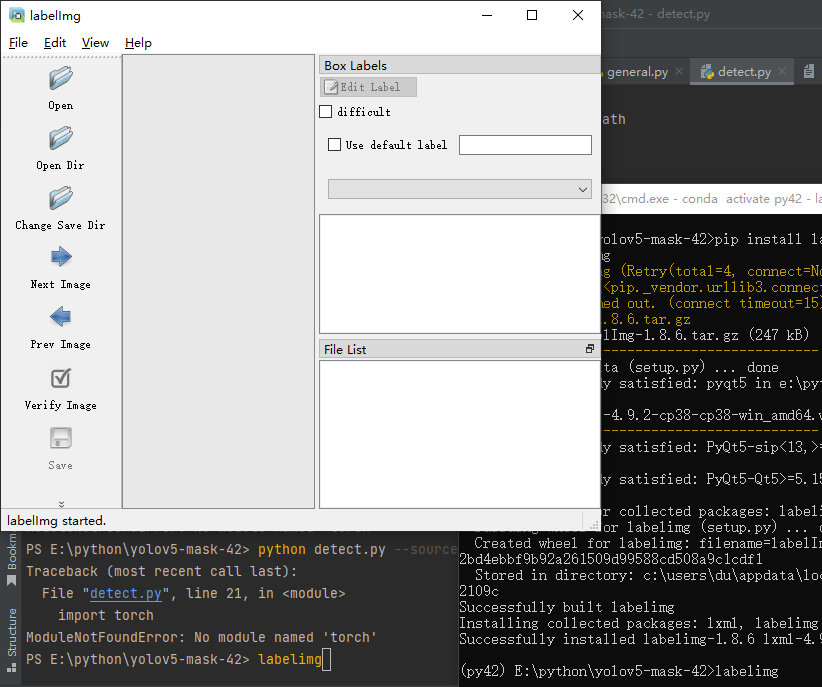 labelImg
File Edit View Help
Open
Open Dir
Change Save Dir
Next Image
Prev Image
Verify Image
Save
Box Labels
Edit Label
difficult
Use default label
File List
labelImg started.
mask-42 - detect.py
general.py detect.py
ath
32\cmd.exe - conda activate py42 - la
yolov5-mask-42>pip install la
ng
ng (Retry(total=4, connect=No
<pip._vendor.urllib3.connect
ned out. (connect timeout=15)
.8.6.tar.gz
lImg-1.8.6.tar.gz (247 kB)
ta (setup.py) ... done
y satisfied: pyqt5 in e:\pyt
-4.9.2-cp38-cp38-win_amd64.w
y satisfied: PyQt5-sip<13,>=
y satisfied: PyQt5-Qt5>=5.15
or collected packages: labelim
or labelimg (setup.py) ... d
Created wheel for labelimg: filename=labelIm
2bd4ebbf9b92a261509d99588cd508a9c1cdf1
Stored in directory: c:\users\du\appdata\loc
2109c
Successfully built labelimg
Installing collected packages: lxml, labelimg
Successfully installed labelimg-1.8.6 lxml-4.9
(py42) E:\python\yolov5-mask-42>labelimg
PS E:\python\yolov5-mask-42> python detect.py --source
Traceback (most recent call last):
File "detect.py", line 21, in <module>
import torch
ModuleNotFoundError: No module named 'torch'
PS E:\python\yolov5-mask-42> labelimg
Bookm
Structure